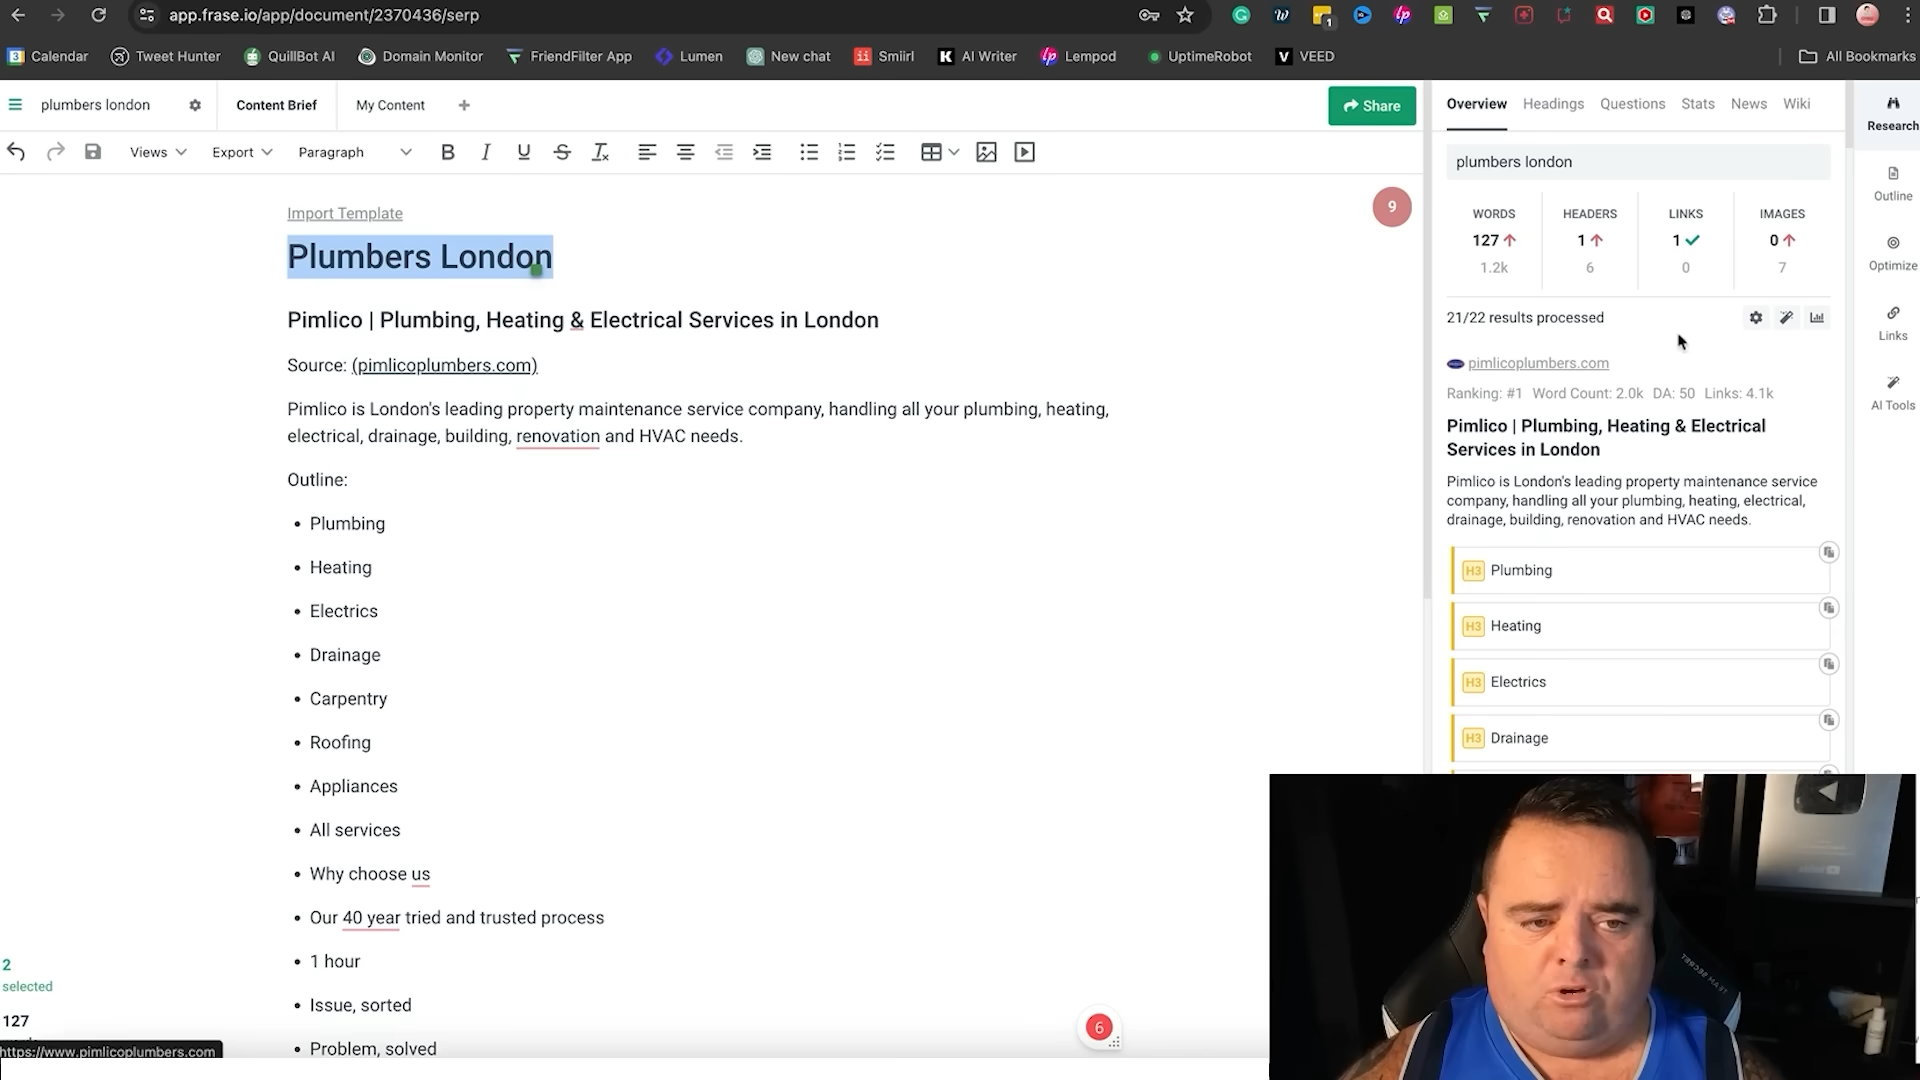 app.frase.io/app/document/2370436/serp
Calendar
Tweet Hunter
QuillBot AI
Domain Monitor
FriendFilter App
Lumen
New chat
Smiirl
AI Writer
Lempod
UptimeRobot
VEED
All Bookmarks
plumbers london
Content Brief
My Content
Share
Views
Export
Paragraph
Import Template
Plumbers London
9
Pimlico | Plumbing, Heating & Electrical Services in London
Source: (pimlicoplumbers.com)
Pimlico is London's leading property maintenance service company, handling all your plumbing, heating,
electrical, drainage, building, renovation and HVAC needs.
Outline:
• Plumbing
• Heating
• Electrics
• Drainage
• Carpentry
• Roofing
• Appliances
• All services
• Why choose us
• Our 40 year tried and trusted process
• 1 hour
• Issue, sorted
• Problem, solved
2
selected
127
https://www.pimlicoplumbers.com
6
Overview
Headings
Questions
Stats
News
Wiki
plumbers london
WORDS
HEADERS
LINKS
IMAGES
127
1
1
0
1.2k
6
0
7
21/22 results processed
pimlicoplumbers.com
Ranking: #1 Word Count: 2.0k DA: 50 Links: 4.1k
Pimlico | Plumbing, Heating & Electrical
Services in London
Pimlico is London's leading property maintenance service
company, handling all your plumbing, heating, electrical,
drainage, building, renovation and HVAC needs.
H3 Plumbing
H3 Heating
H3 Electrics
H3 Drainage
Research
Outline
Optimize
Links
AI Tools